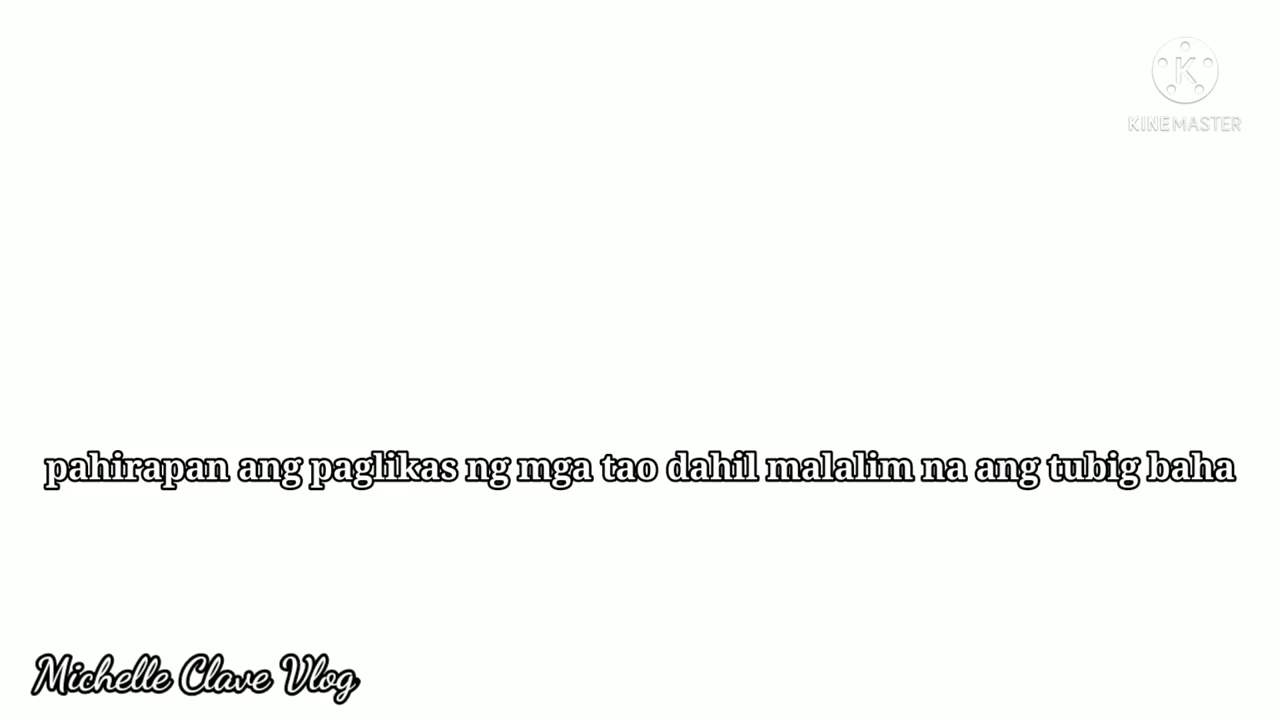 KINEMASTER
pahirapan ang paglikas ng mga tao dahil malalim na ang tubig baha
Michelle Clave Vlog